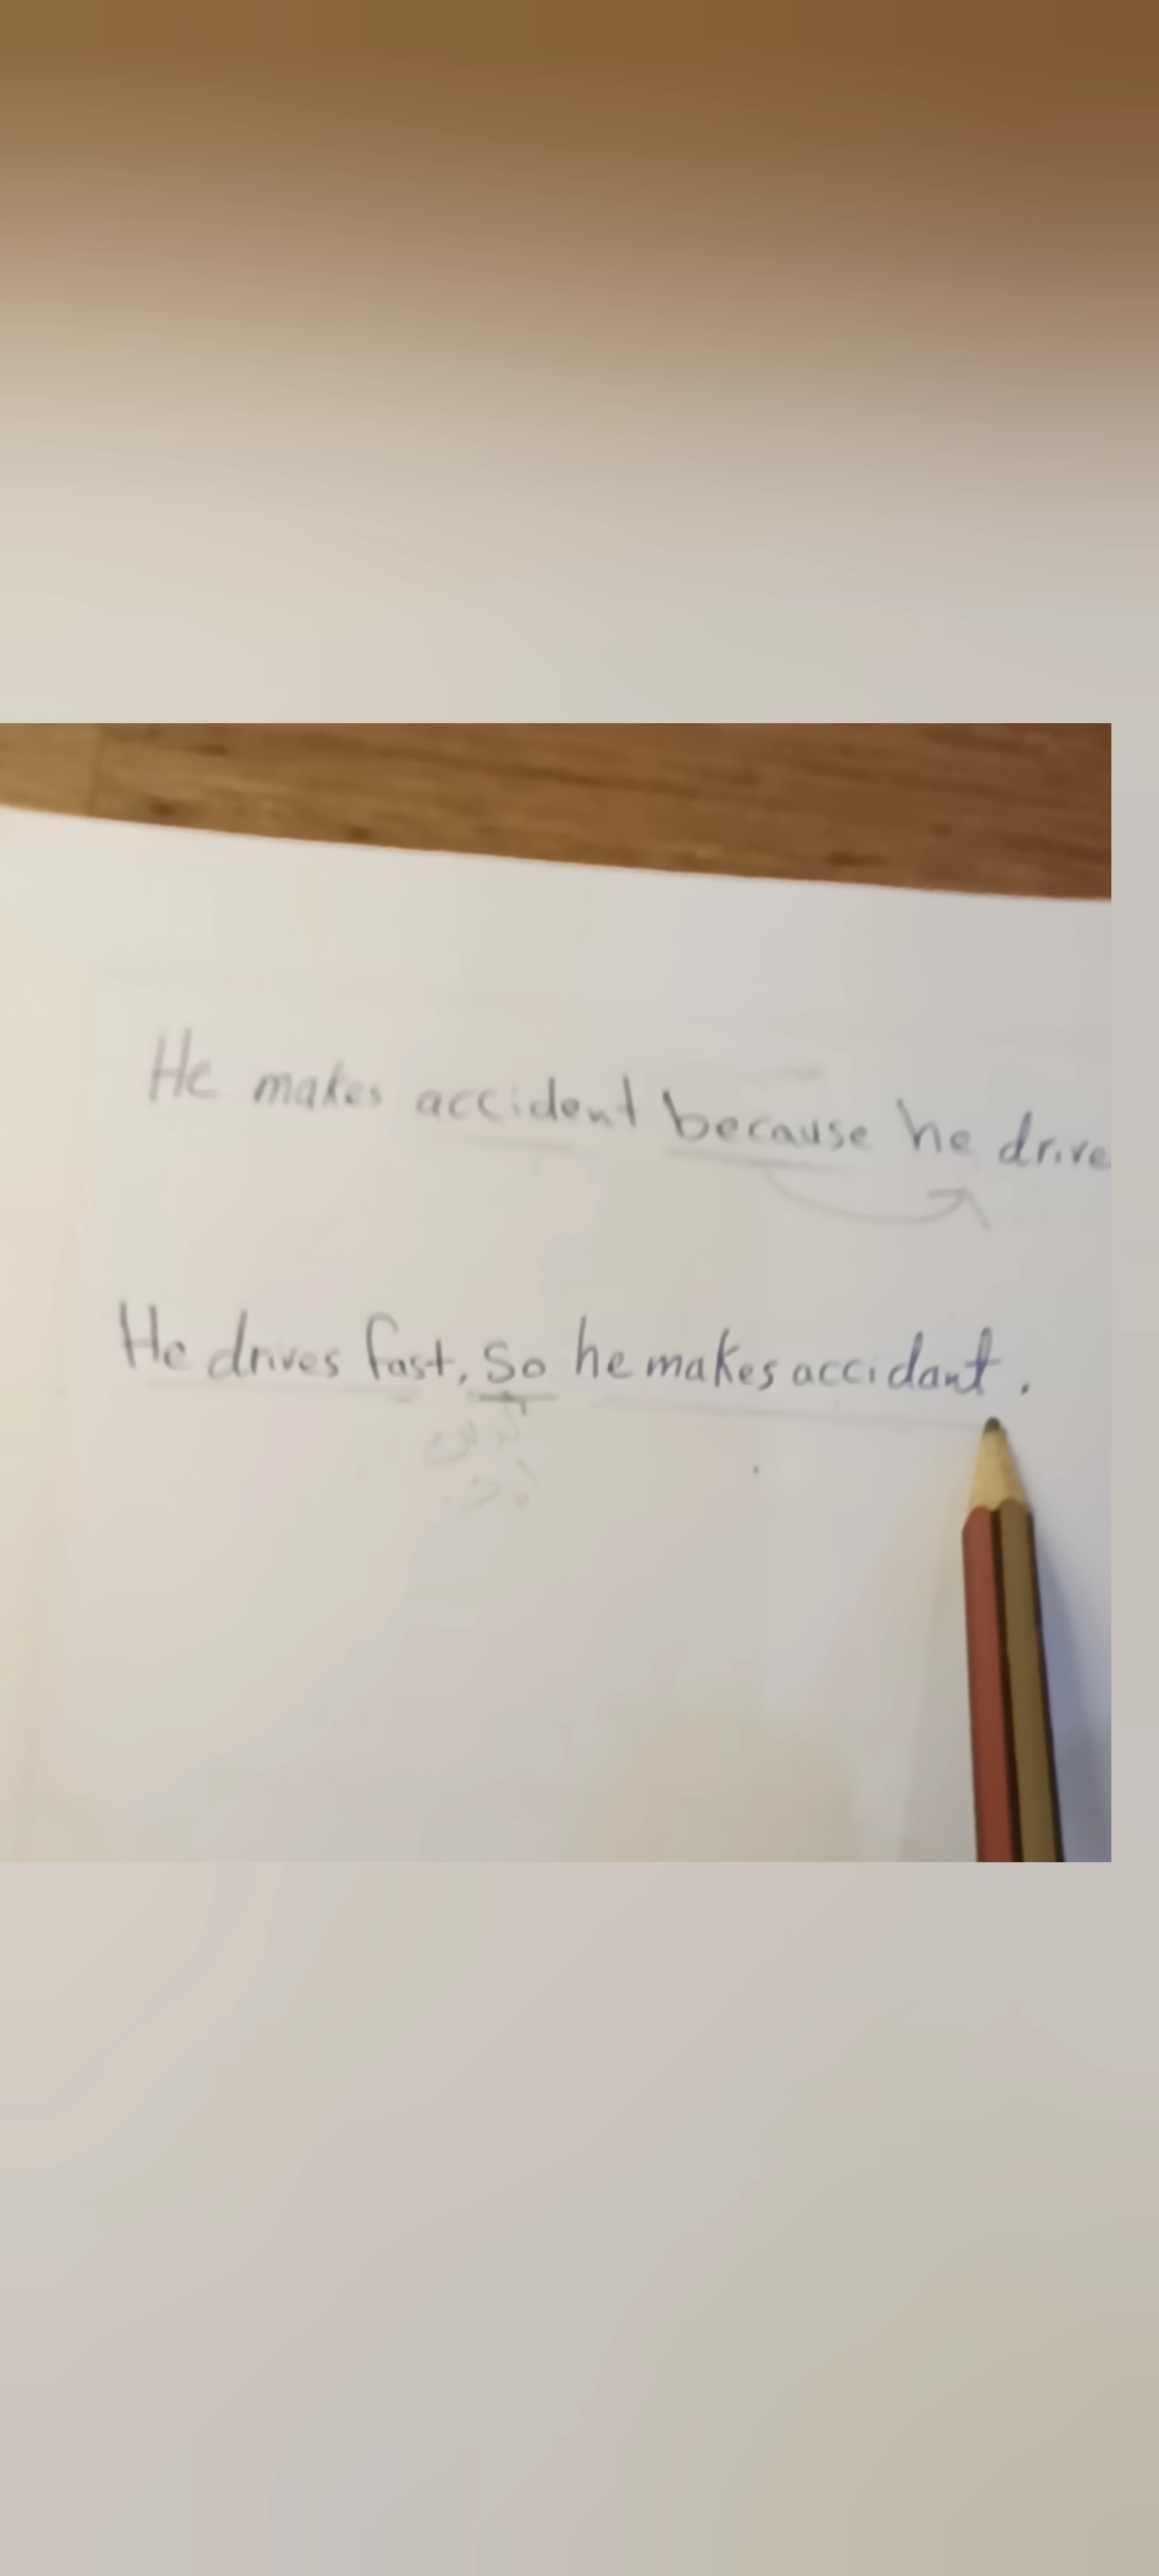 He makes accident because he drive
He drives fast, So he makes accidant.